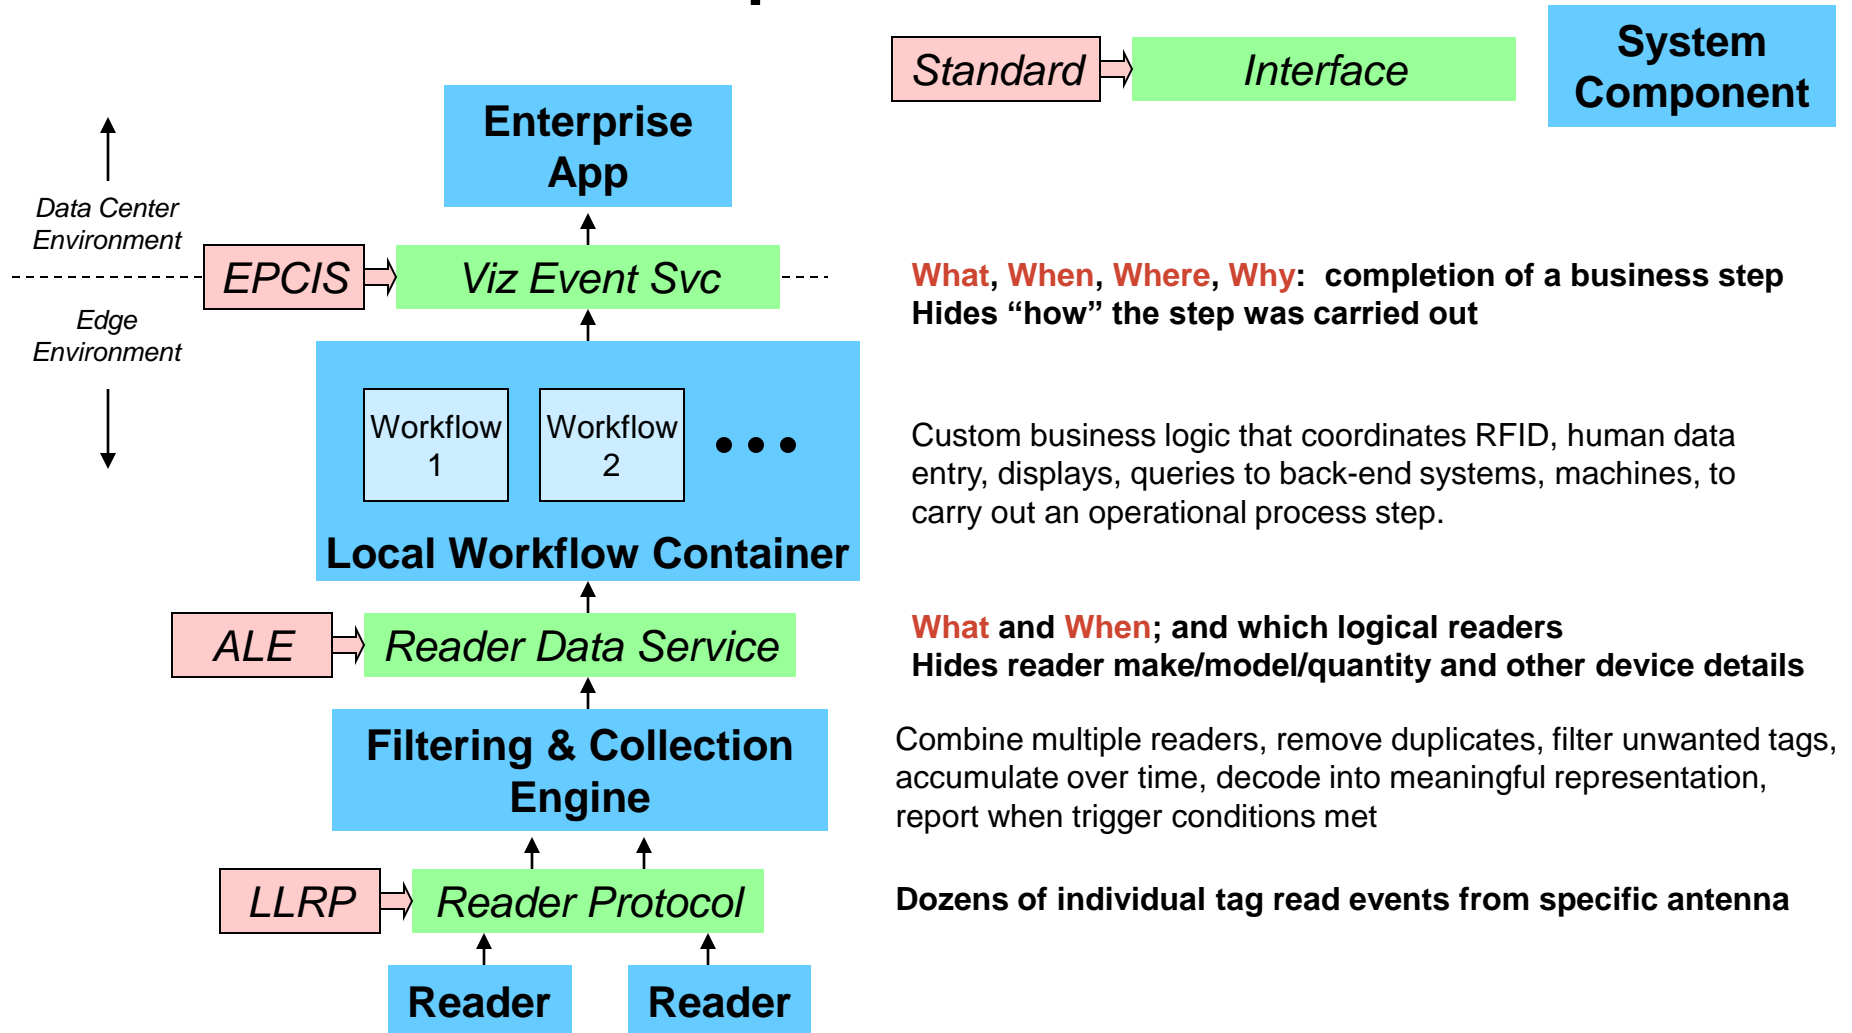 Standard
Interface
System
Component
Enterprise
App
Data Center
Environment
EPCIS
Viz Event Svc
What, When, Where, Why:  completion of a business step
Hides “how” the step was carried out
Edge
Environment
Workflow
1
Workflow
2
•••
Local Workflow Container
Custom business logic that coordinates RFID, human data
entry, displays, queries to back-end systems, machines, to
carry out an operational process step.
ALE
Reader Data Service
What and When; and which logical readers
Hides reader make/model/quantity and other device details
Filtering & Collection
Engine
Combine multiple readers, remove duplicates, filter unwanted tags,
accumulate over time, decode into meaningful representation,
report when trigger conditions met
LLRP
Reader Protocol
Dozens of individual tag read events from specific antenna
Reader
Reader